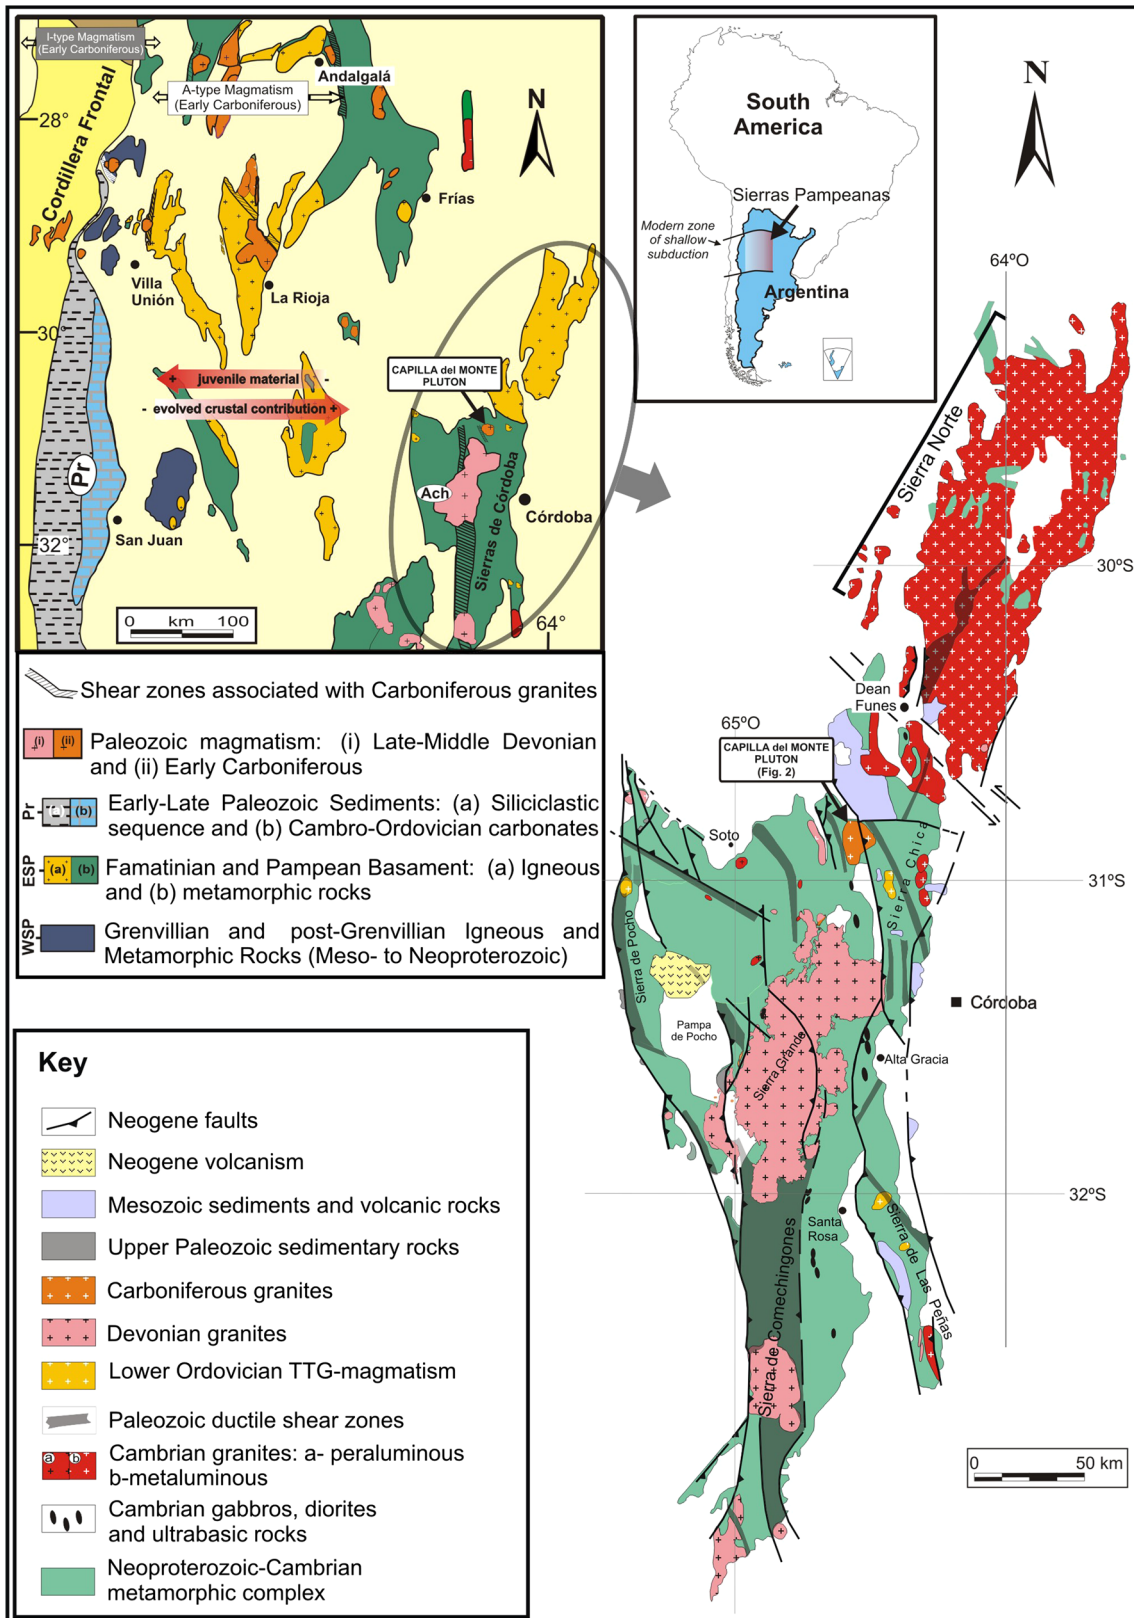 I-type Magmatism
(Early Carboniferous)
Andalgalá
A-type Magmatism
(Early Carboniferous)
28°
Cordillera Frontal
N
Frías
Villa
Unión
La Rioja
30°
CAPILLA del MONTE
PLUTON
+ juvenile material -
- evolved crustal contribution +
Pr
Ach
Sierras de Córdoba
Córdoba
San Juan
32°
0 km 100
64°
South
America
Sierras Pampeanas
Modern zone
of shallow
subduction
Argentina
N
64ºO
Sierra Norte
30ºS
Dean
Funes
65ºO
CAPILLA del MONTE
PLUTON
(Fig. 2)
Soto
Sierra Chica
31ºS
Sierra de Pocho
Córdoba
Pampa
de Pocho
Sierra Grande
Alta Gracia
32ºS
Santa
Rosa
Sierra de Comechingones
Sierra de Las Peñas
0 50 km
Shear zones associated with Carboniferous granites
(i) (ii) Paleozoic magmatism: (i) Late-Middle Devonian
and (ii) Early Carboniferous
Pr (a) (b) Early-Late Paleozoic Sediments: (a) Siliciclastic
sequence and (b) Cambro-Ordovician carbonates
ESP (a) (b) Famatinian and Pampean Basament: (a) Igneous
and (b) metamorphic rocks
WSP Grenvillian and post-Grenvillian Igneous and
Metamorphic Rocks (Meso- to Neoproterozoic)
Key
Neogene faults
Neogene volcanism
Mesozoic sediments and volcanic rocks
Upper Paleozoic sedimentary rocks
Carboniferous granites
Devonian granites
Lower Ordovician TTG-magmatism
Paleozoic ductile shear zones
a b Cambrian granites: a- peraluminous
b-metaluminous
Cambrian gabbros, diorites
and ultrabasic rocks
Neoproterozoic-Cambrian
metamorphic complex